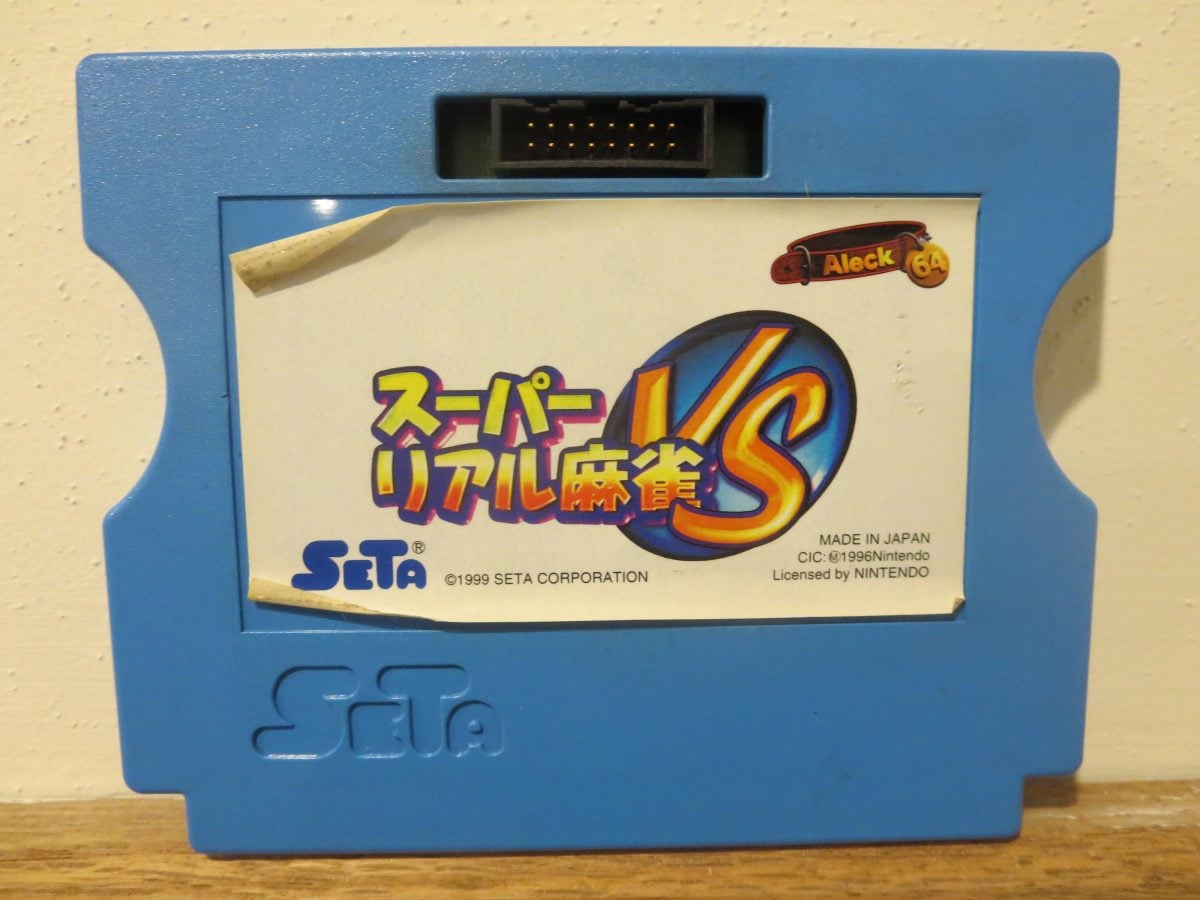 Aleck 64
スーパー
リアル麻雀
VS
SETA®
©1999 SETA CORPORATION
MADE IN JAPAN
CIC:Ⓜ1996Nintendo
Licensed by NINTENDO
SETA